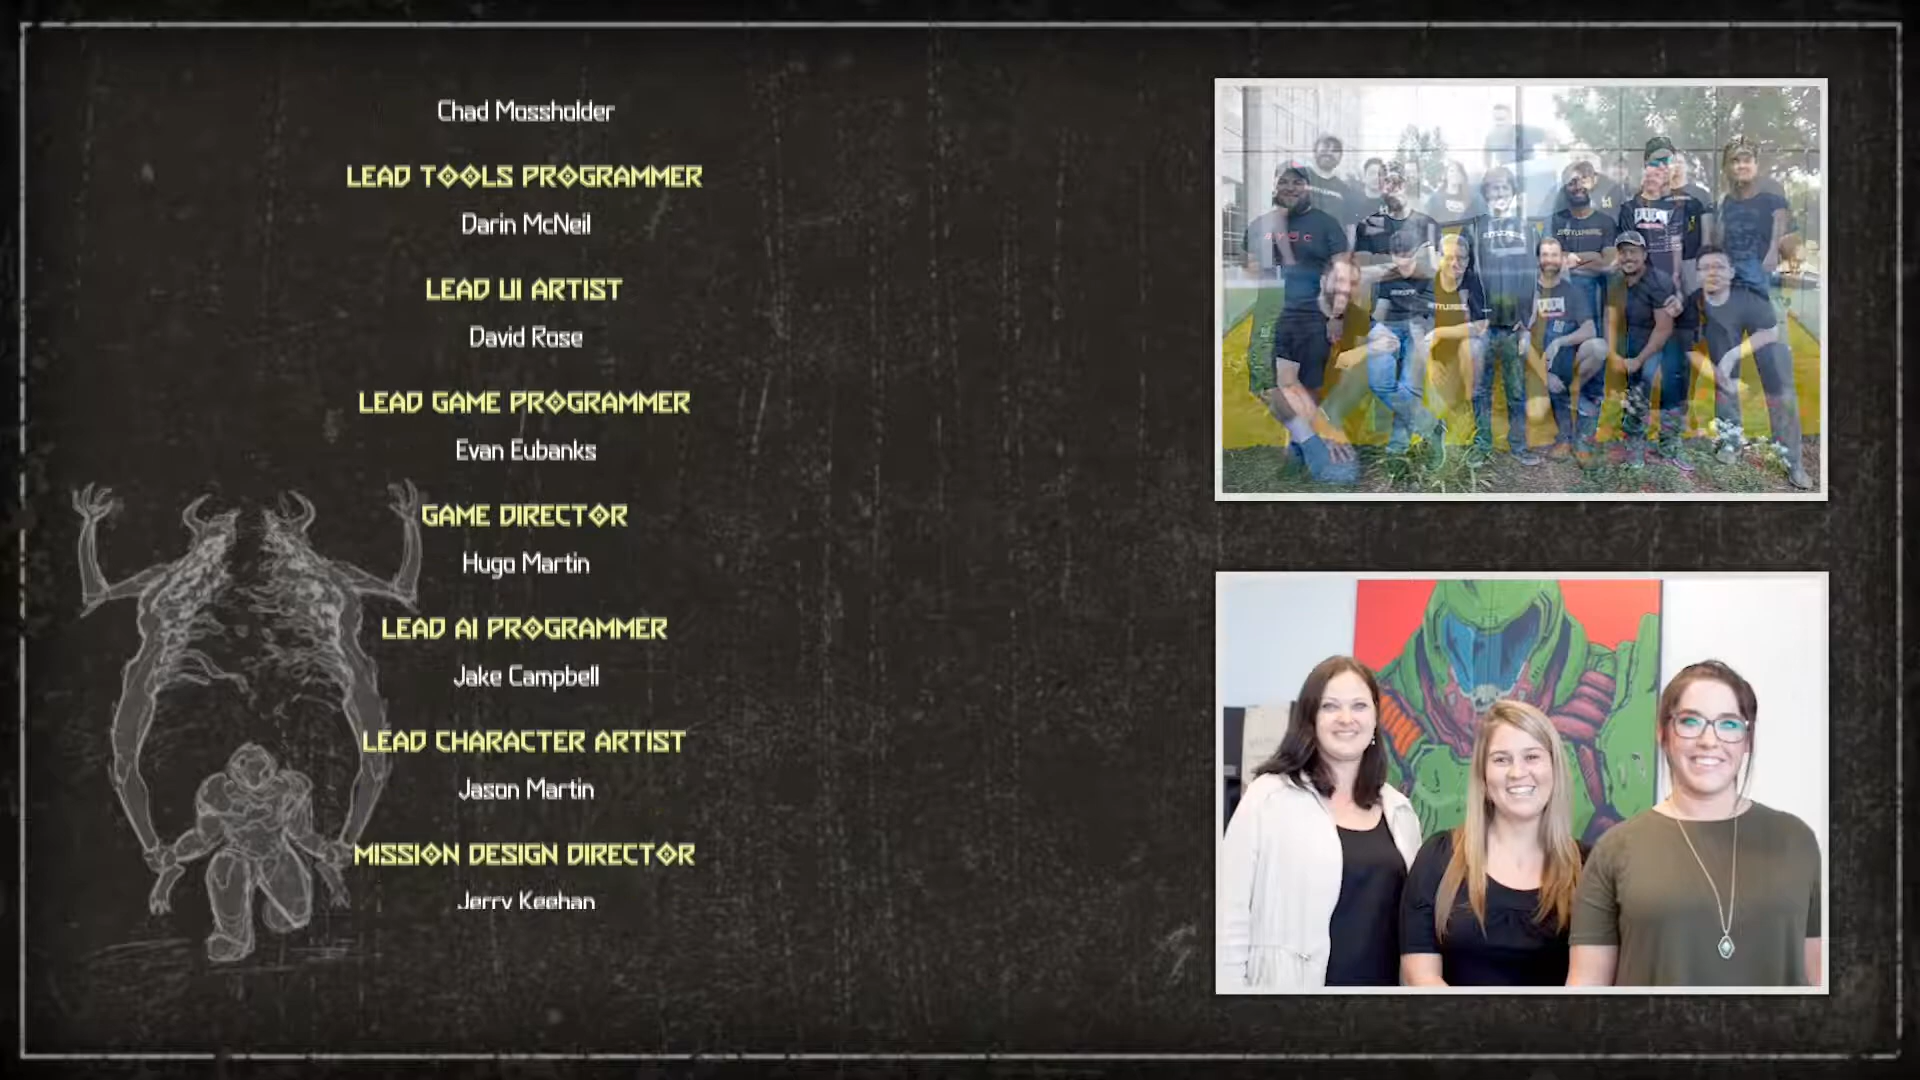 Chad Mossholder
LEAD TOOLS PROGRAMMER
Darin McNeil
LEAD UI ARTIST
David Rose
LEAD GAME PROGRAMMER
Evan Eubanks
GAME DIRECTOR
Hugo Martin
LEAD AI PROGRAMMER
Jake Campbell
LEAD CHARACTER ARTIST
Jason Martin
MISSION DESIGN DIRECTOR
Jerry Keehan